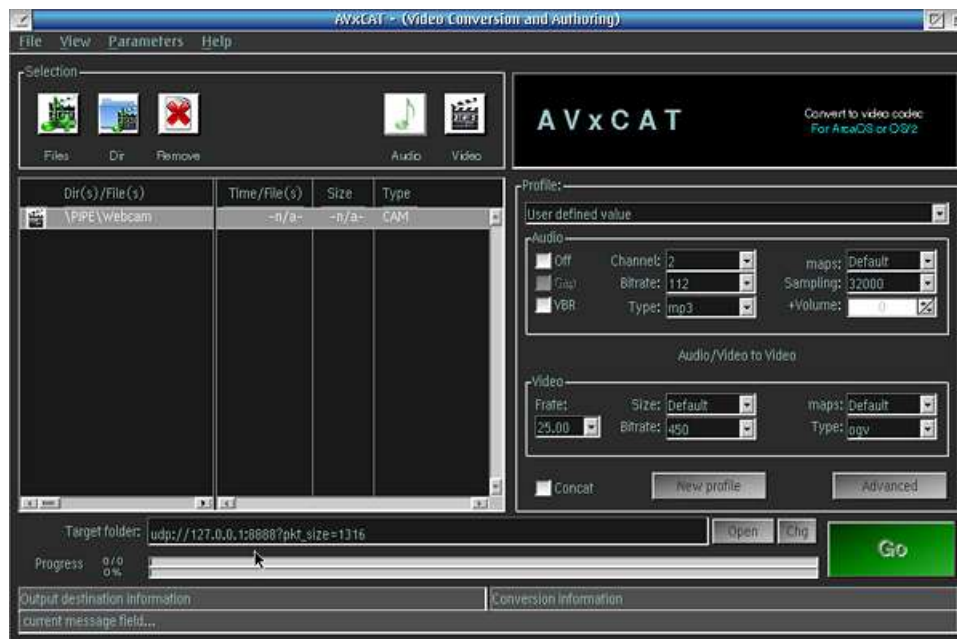 AVxCAT - (Video Conversion and Authoring)
File View Parameters Help
Selection
Files Dir Remove Audio Video
AVxCAT
Convert to video codec
For ArcaOS or OS/2
Dir(s)/File(s) Time/File(s) Size Type
\PIPE\Webcam -n/a- -n/a- CAM
Profile:
User defined value
Audio
Off Channel: 2 maps: Default
Gap Bitrate: 112 Sampling: 32000
VBR Type: mp3 +Volume: 0
Audio/Video to Video
Video
Frate: Size: Default maps: Default
25.00 Bitrate: 450 Type: ogv
Concat New profile Advanced
Target folder: udp://127.0.0.1:8888?pkt_size=1316 Open Chg
Go
Progress 0/0
0%
Output destination information Conversion information
current message field...